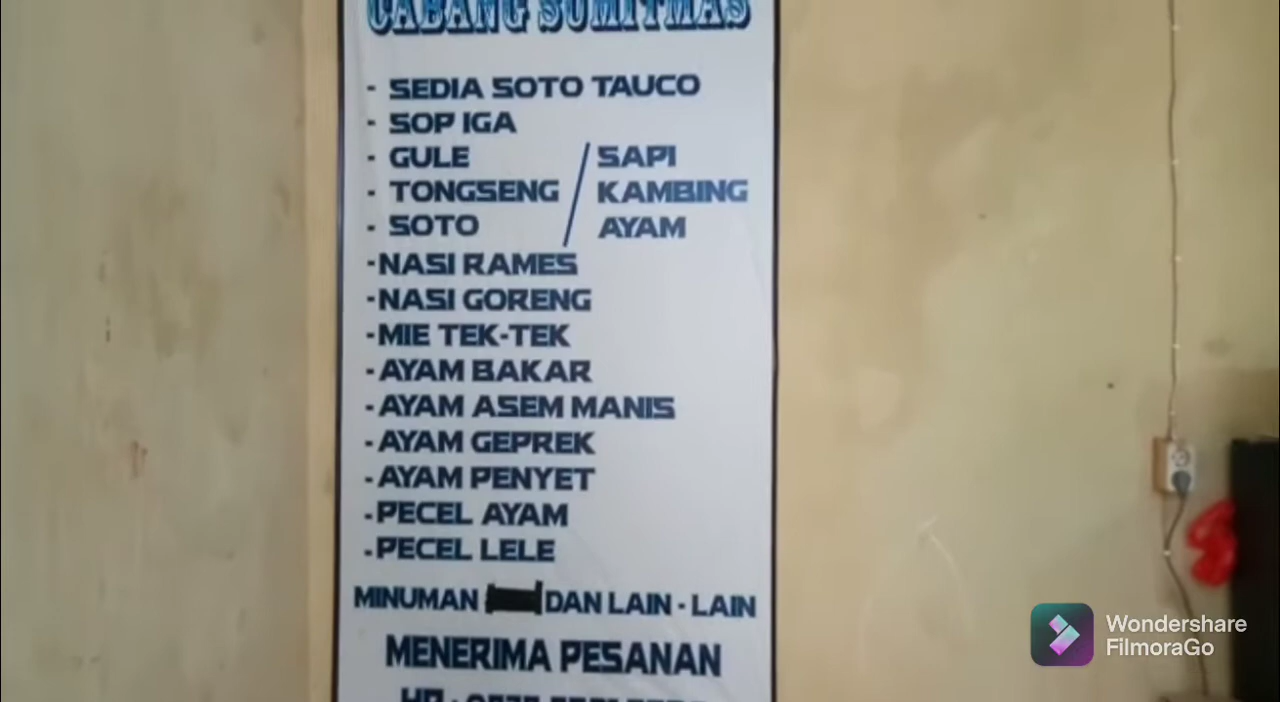 CABANG SUMITMAS
- SEDIA SOTO TAUCO
- SOP IGA
- GULE / SAPI
- TONGSENG / KAMBING
- SOTO / AYAM
-NASI RAMES
-NASI GORENG
-MIE TEK-TEK
-AYAM BAKAR
-AYAM ASEM MANIS
-AYAM GEPREK
-AYAM PENYET
-PECEL AYAM
-PECEL LELE
MINUMAN DAN LAIN - LAIN
MENERIMA PESANAN
Wondershare
FilmoraGo